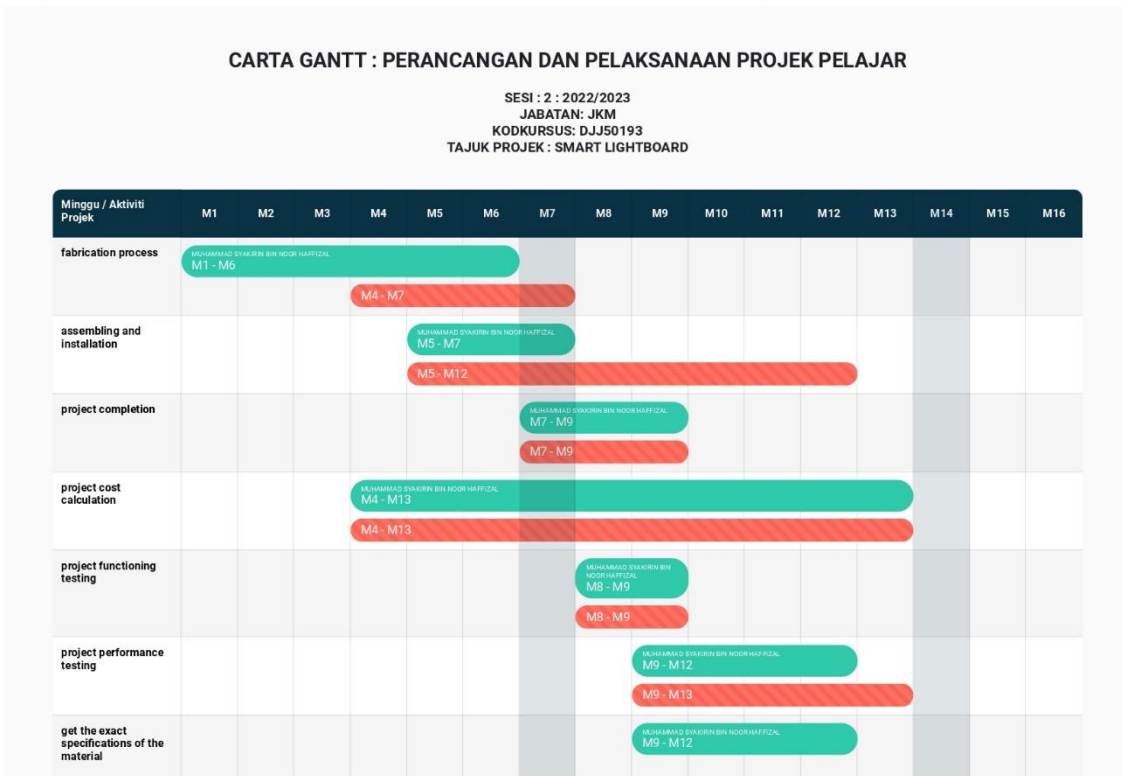 CARTA GANTT : PERANCANGAN DAN PELAKSANAAN PROJEK PELAJAR
SESI : 2 : 2022/2023
JABATAN: JKM
KODKURSUS: DJJ50193
TAJUK PROJEK : SMART LIGHTBOARD
Minggu / Aktiviti
Projek
M1 M2 M3 M4 M5 M6 M7 M8 M9 M10 M11 M12 M13 M14 M15 M16
fabrication process
MUHAMMAD SYAKIRIN BIN NOOR HAFFIZAL
M1 - M6
M4 - M7
assembling and
installation
MUHAMMAD SYAKIRIN BIN NOOR HAFFIZAL
M5 - M7
M5 - M12
project completion
MUHAMMAD SYAKIRIN BIN NOOR HAFFIZAL
M7 - M9
M7 - M9
project cost
calculation
MUHAMMAD SYAKIRIN BIN NOOR HAFFIZAL
M4 - M13
M4 - M13
project functioning
testing
MUHAMMAD SYAKIRIN BIN
NOOR HAFFIZAL
M8 - M9
M8 - M9
project performance
testing
MUHAMMAD SYAKIRIN BIN NOOR HAFFIZAL
M9 - M12
M9 - M13
get the exact
specifications of the
material
MUHAMMAD SYAKIRIN BIN NOOR HAFFIZAL
M9 - M12